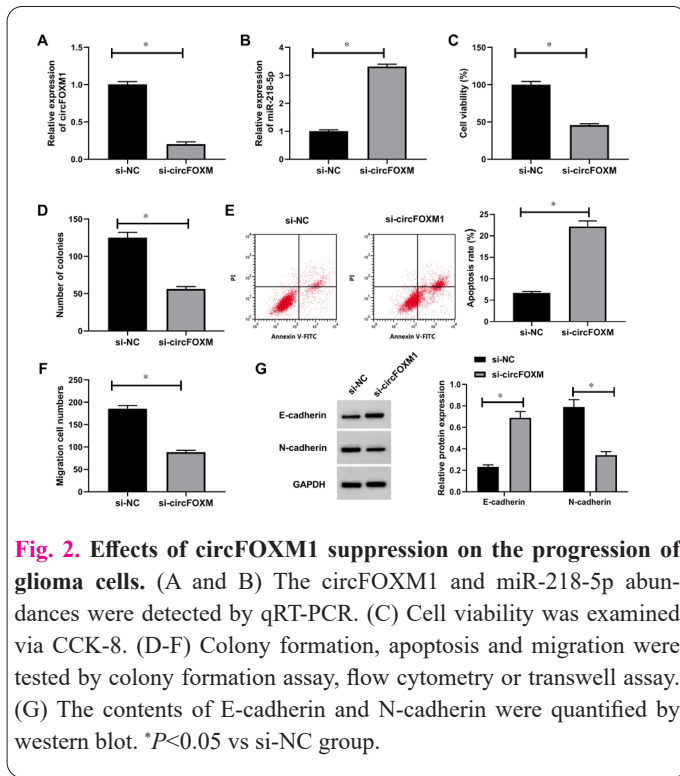 A
Relative expression
of circFOXM1
1.5
1.0
0.5
0.0
*
si-NC
si-circFOXM
B
Relative expression
of miR-218-5p
4
3
2
1
0
*
si-NC
si-circFOXM
C
Cell viability (%)
150
100
50
0
*
si-NC
si-circFOXM
D
Number of colonies
150
100
50
0
*
si-NC
si-circFOXM
E
si-NC
PI
Annexin V-FITC
si-circFOXM1
PI
Annexin V-FITC
Apoptosis rate (%)
25
20
15
10
5
0
*
si-NC
si-circFOXM
F
Migration cell numbers
250
200
150
100
50
0
*
si-NC
si-circFOXM
G
si-NC
si-circFOXM1
E-cadherin
N-cadherin
GAPDH
si-NC
si-circFOXM
Relative protein expression
1.0
0.8
0.6
0.4
0.2
0.0
*
*
E-cadherin
N-cadherin
Fig. 2. Effects of circFOXM1 suppression on the progression of
glioma cells. (A and B) The circFOXM1 and miR-218-5p abun-
dances were detected by qRT-PCR. (C) Cell viability was examined
via CCK-8. (D-F) Colony formation, apoptosis and migration were
tested by colony formation assay, flow cytometry or transwell assay.
(G) The contents of E-cadherin and N-cadherin were quantified by
western blot. *P<0.05 vs si-NC group.